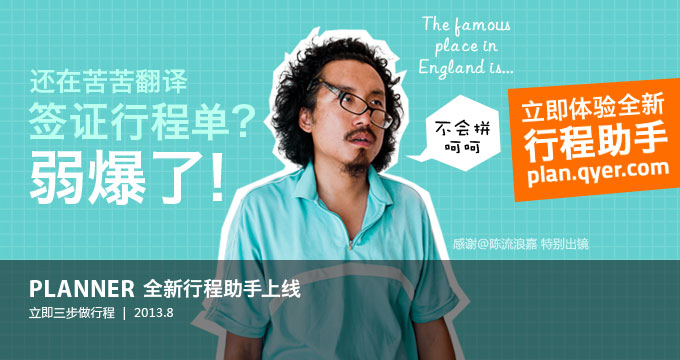 The famous
place in
England is...
还在苦苦翻译
签证行程单?
弱爆了!
不会拼
呵呵
立即体验全新
行程助手
plan.qyer.com
感谢@陈流浪嘉 特别出镜
PLANNER 全新行程助手上线
立即三步做行程 | 2013.8